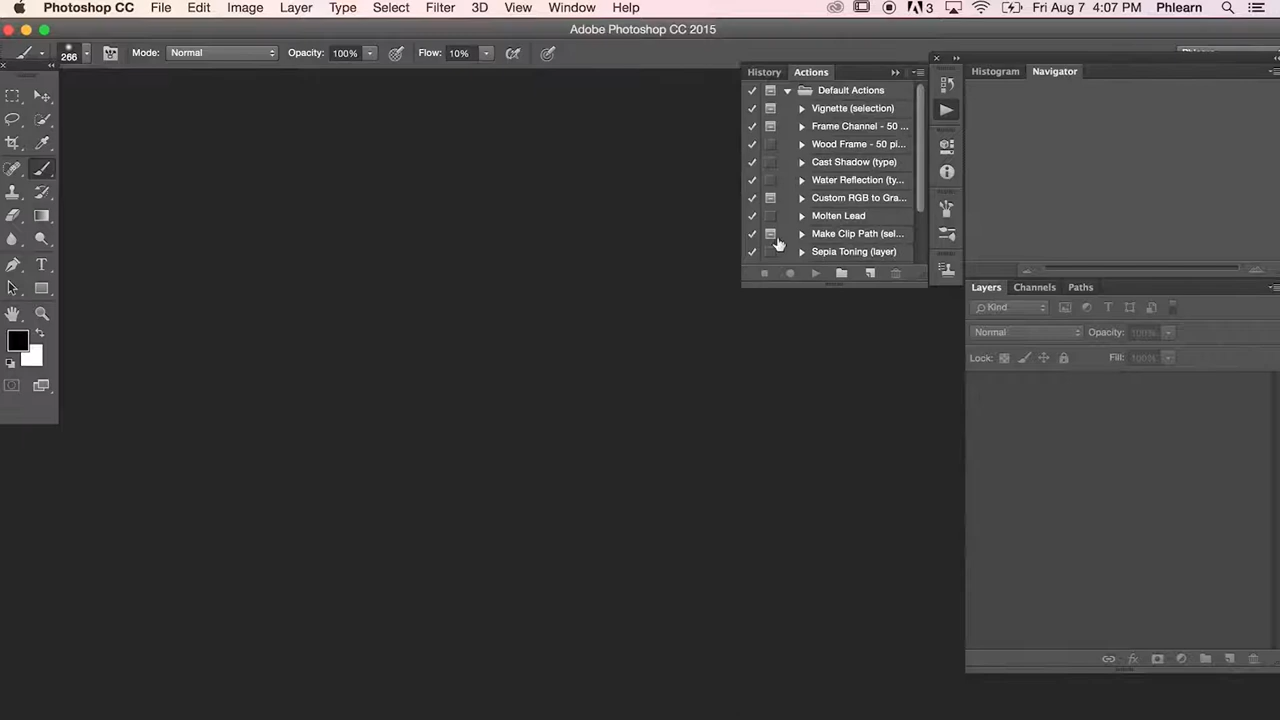 Photoshop CC File Edit Image Layer Type Select Filter 3D View Window Help 3 Fri Aug 7 4:07 PM Phlearn
Adobe Photoshop CC 2015
266 Mode: Normal Opacity: 100% Flow: 10%
History Actions
Histogram Navigator
Default Actions
Vignette (selection)
Frame Channel - 50 ...
Wood Frame - 50 pi...
Cast Shadow (type)
Water Reflection (ty...
Custom RGB to Gra...
Molten Lead
Make Clip Path (sel...
Sepia Toning (layer)
Layers Channels Paths
Kind
Normal Opacity: 100%
Lock: Fill: 100%